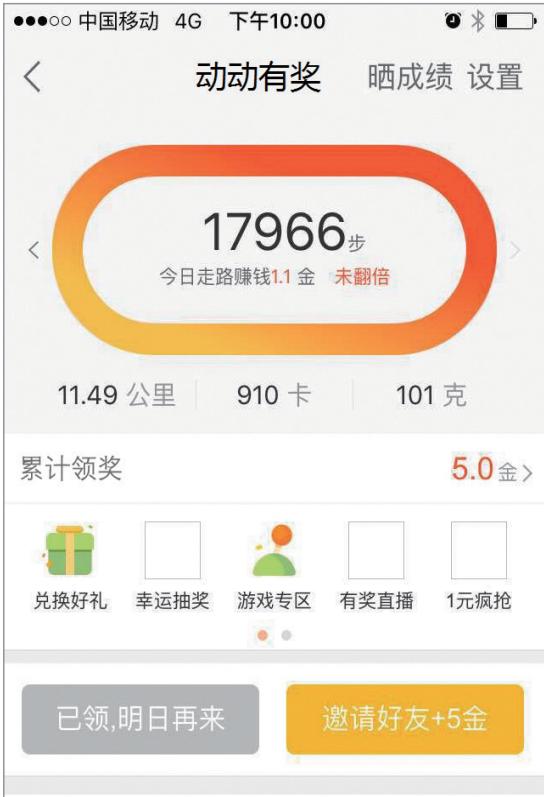 中国移动 4G 下午10:00
动动有奖 晒成绩 设置
17966步
今日走路赚钱1.1 金 未翻倍
11.49 公里 910 卡 101 克
累计领奖 5.0金
兑换好礼 幸运抽奖 游戏专区 有奖直播 1元疯抢
已领,明日再来 邀请好友+5金